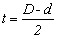 t = (D - d) / 2